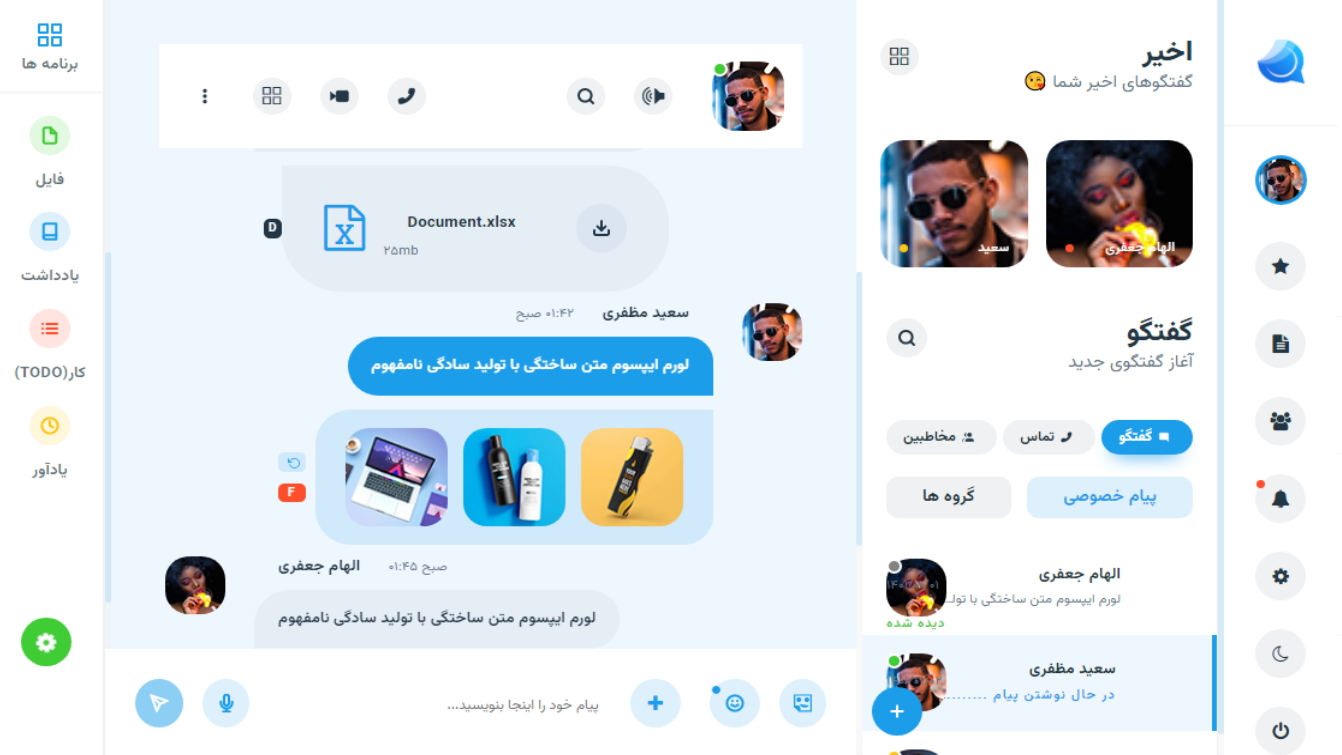 اخیر
گفتگوهای اخیر شما 😘
الهام جعفری
سعید
گفتگو
آغاز گفتگوی جدید
گفتگو
تماس
مخاطبین
پیام خصوصی
گروه ها
الهام جعفری
لورم ایپسوم متن ساختگی با تولـ...
دیده شده
سعید مظفری
در حال نوشتن پیام ........
Document.xlsx
۲۵mb
D
سعید مظفری
۰۱:۴۲ صبح
لورم ایپسوم متن ساختگی با تولید سادگی نامفهوم
F
الهام جعفری
۰۱:۴۵ صبح
لورم ایپسوم متن ساختگی با تولید سادگی نامفهوم
پیام خود را اینجا بنویسید...
برنامه ها
فایل
یادداشت
کار(TODO)
یادآور